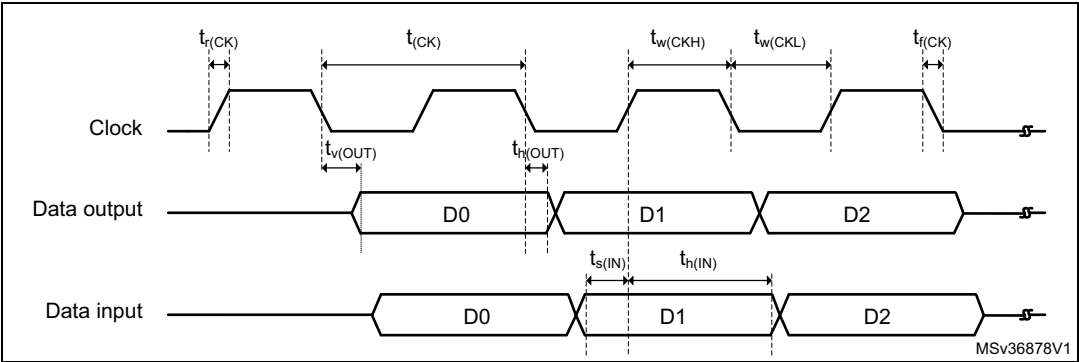 tr(CK) t(CK) tw(CKH) tw(CKL) tf(CK)
Clock
tv(OUT) th(OUT)
Data output D0 D1 D2
ts(IN) th(IN)
Data input D0 D1 D2
MSv36878V1